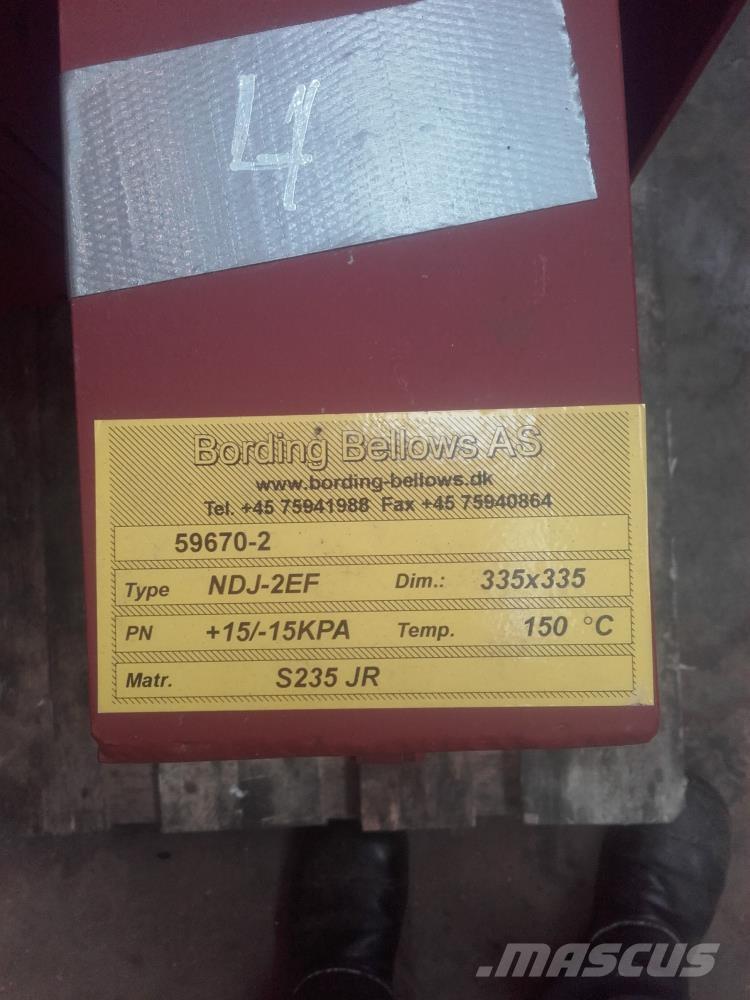 4
Bording Bellows AS
www.bording-bellows.dk
Tel. +45 75941988 Fax +45 75940864
59670-2
Type NDJ-2EF Dim.: 335x335
PN +15/-15KPA Temp. 150 °C
Matr. S235 JR
MASCUS